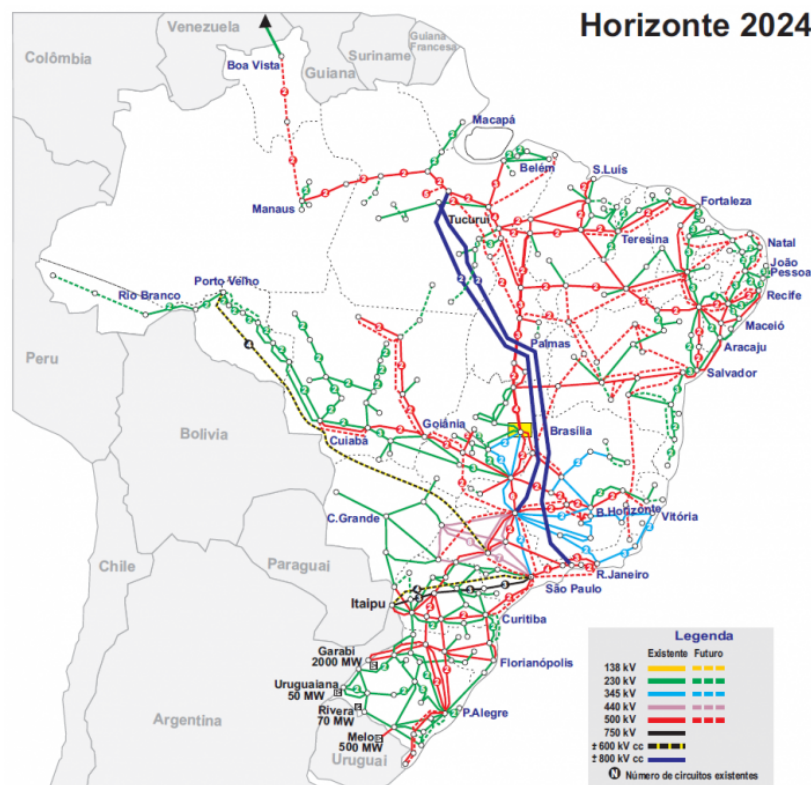 Horizonte 2024
Venezuela
Guiana
Francesa
Colômbia
Suriname
Boa Vista
Guiana
Macapá
Belém
S.Luis
Manaus
Fortaleza
Tucuruí
Teresina
Natal
João
Pessoa
Porto Velho
Rio Branco
Recife
Maceió
Palmas
Aracaju
Peru
Salvador
Bolivia
Goiânia
Brasília
Cuiabá
B.Horizonte
Vitória
C.Grande
Chile
Paraguai
R.Janeiro
São Paulo
Itaipu
Curitiba
Garabi
2000 MW
Florianópolis
Uruguaiana
50 MW
Rivera
70 MW
P.Alegre
Argentina
Melo
500 MW
Uruguai
Legenda
Existente Futuro
138 kV
230 kV
345 kV
440 kV
500 kV
750 kV
±600 kV cc
±800 kV cc
N Número de circuitos existentes